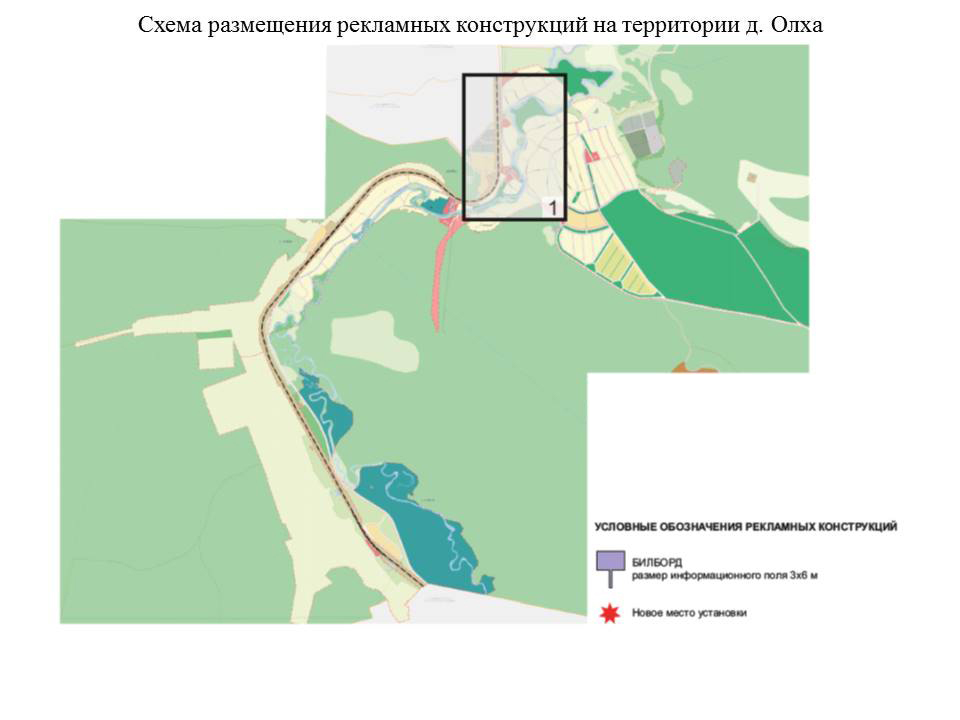 Схема размещения рекламных конструкций на территории д. Олха
1
УСЛОВНЫЕ ОБОЗНАЧЕНИЯ РЕКЛАМНЫХ КОНСТРУКЦИЙ
БИЛБОРД
размер информационного поля 3х6 м
Новое место установки